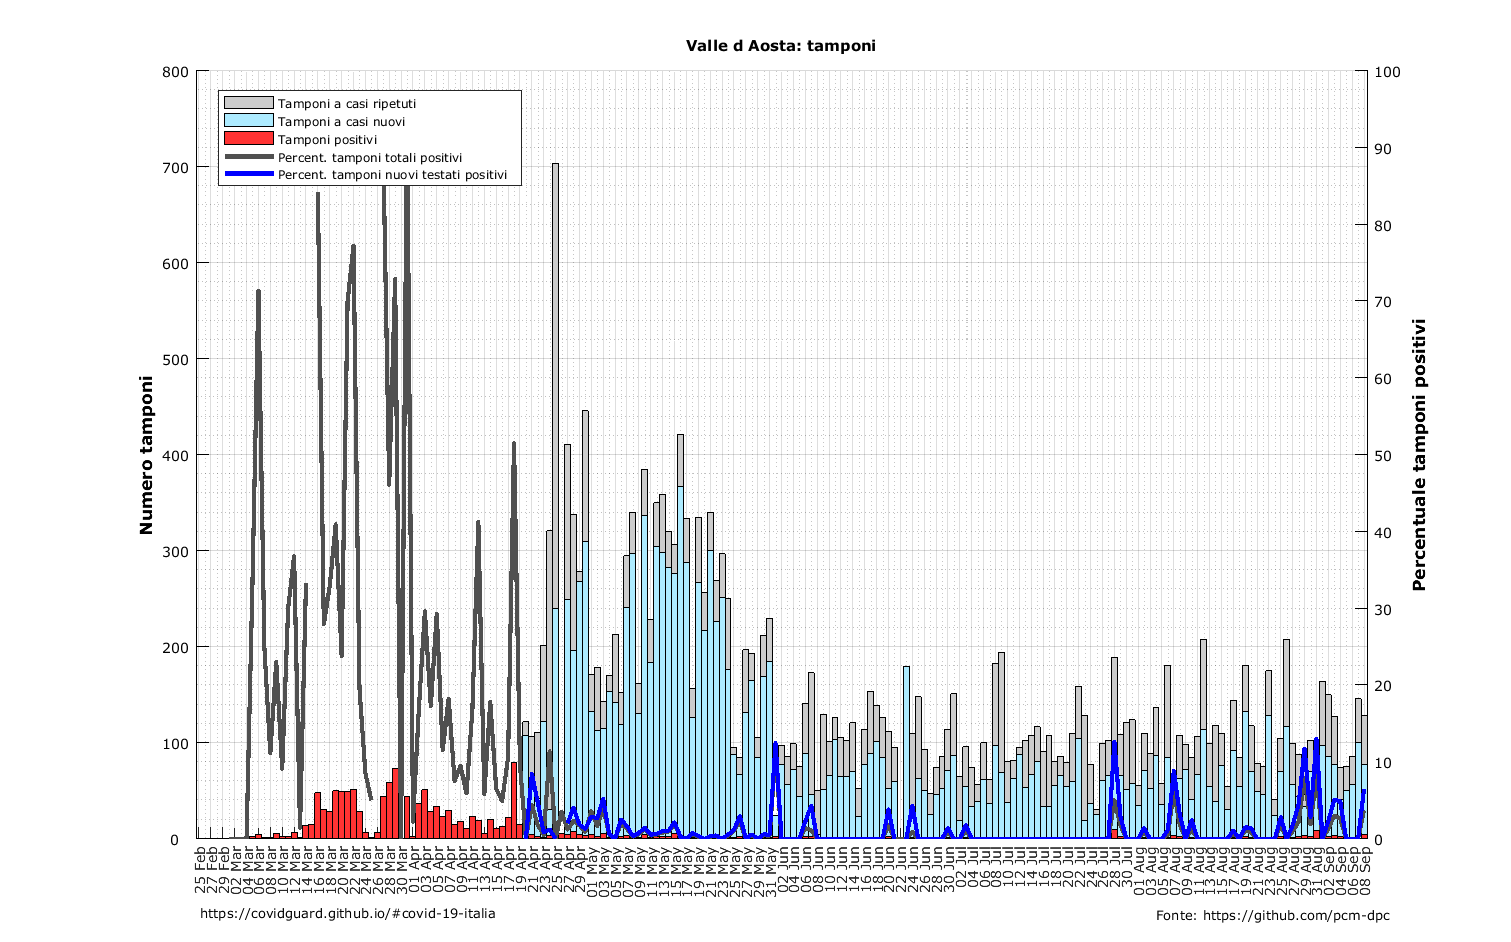 Valle d Aosta: tamponi
800
700
600
500
400
300
200
100
0
Numero tamponi
Tamponi a casi ripetuti
Tamponi a casi nuovi
Tamponi positivi
Percent. tamponi totali positivi
Percent. tamponi nuovi testati positivi
100
90
80
70
60
50
40
30
20
10
0
Percentuale tamponi positivi
25 Feb
27 Feb
29 Feb
02 Mar
04 Mar
06 Mar
08 Mar
10 Mar
12 Mar
14 Mar
16 Mar
18 Mar
20 Mar
22 Mar
24 Mar
26 Mar
28 Mar
30 Mar
01 Apr
03 Apr
05 Apr
07 Apr
09 Apr
11 Apr
13 Apr
15 Apr
17 Apr
19 Apr
21 Apr
23 Apr
25 Apr
27 Apr
29 Apr
01 May
03 May
05 May
07 May
09 May
11 May
13 May
15 May
17 May
19 May
21 May
23 May
25 May
27 May
29 May
31 May
02 Jun
04 Jun
06 Jun
08 Jun
10 Jun
12 Jun
14 Jun
16 Jun
18 Jun
20 Jun
22 Jun
24 Jun
26 Jun
28 Jun
30 Jun
02 Jul
04 Jul
06 Jul
08 Jul
10 Jul
12 Jul
14 Jul
16 Jul
18 Jul
20 Jul
22 Jul
24 Jul
26 Jul
28 Jul
30 Jul
01 Aug
03 Aug
05 Aug
07 Aug
09 Aug
11 Aug
13 Aug
15 Aug
17 Aug
19 Aug
21 Aug
23 Aug
25 Aug
27 Aug
29 Aug
31 Aug
02 Sep
04 Sep
06 Sep
08 Sep
https://covidguard.github.io/#covid-19-italia
Fonte: https://github.com/pcm-dpc